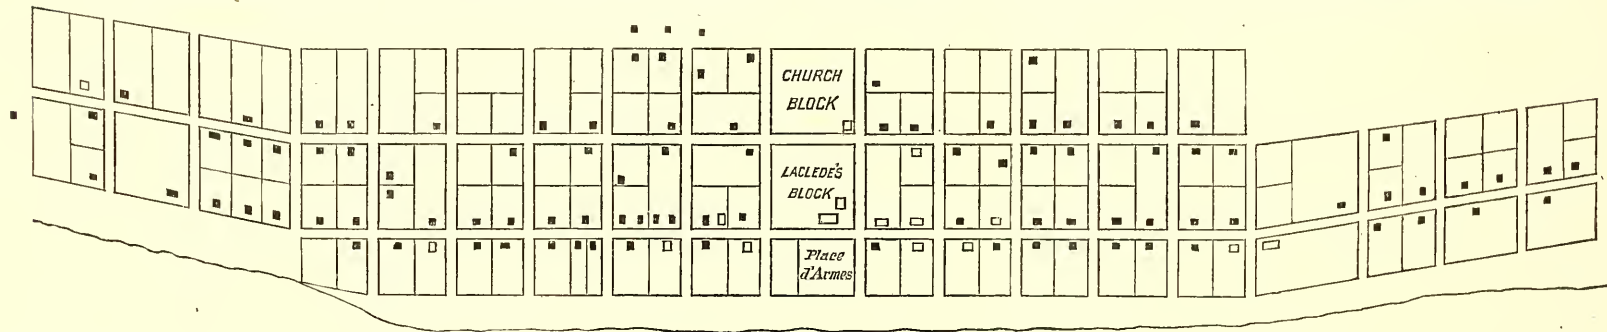 CHURCH
BLOCK
LACLEDE'S
BLOCK
Place
d'Armes